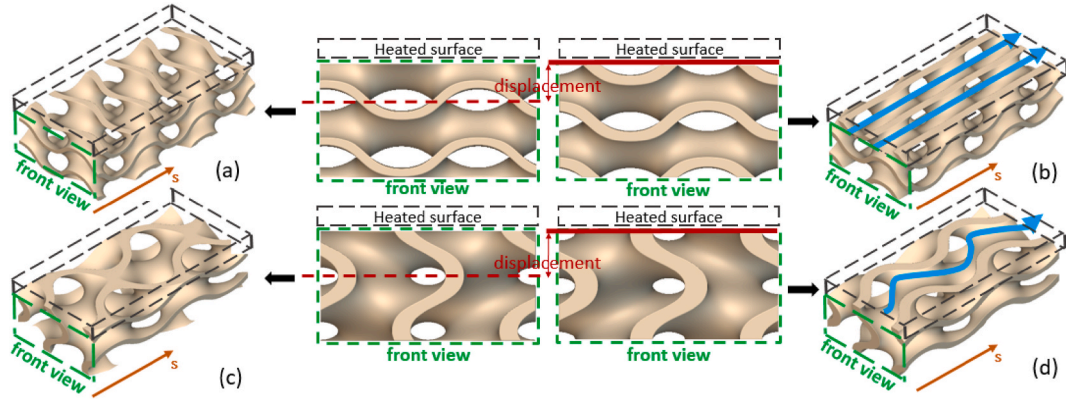 Heated surface
Heated surface
displacement
front view
(a)
s
front view
front view
front view
(b)
s
Heated surface
Heated surface
displacement
front view
(c)
s
front view
front view
front view
(d)
s